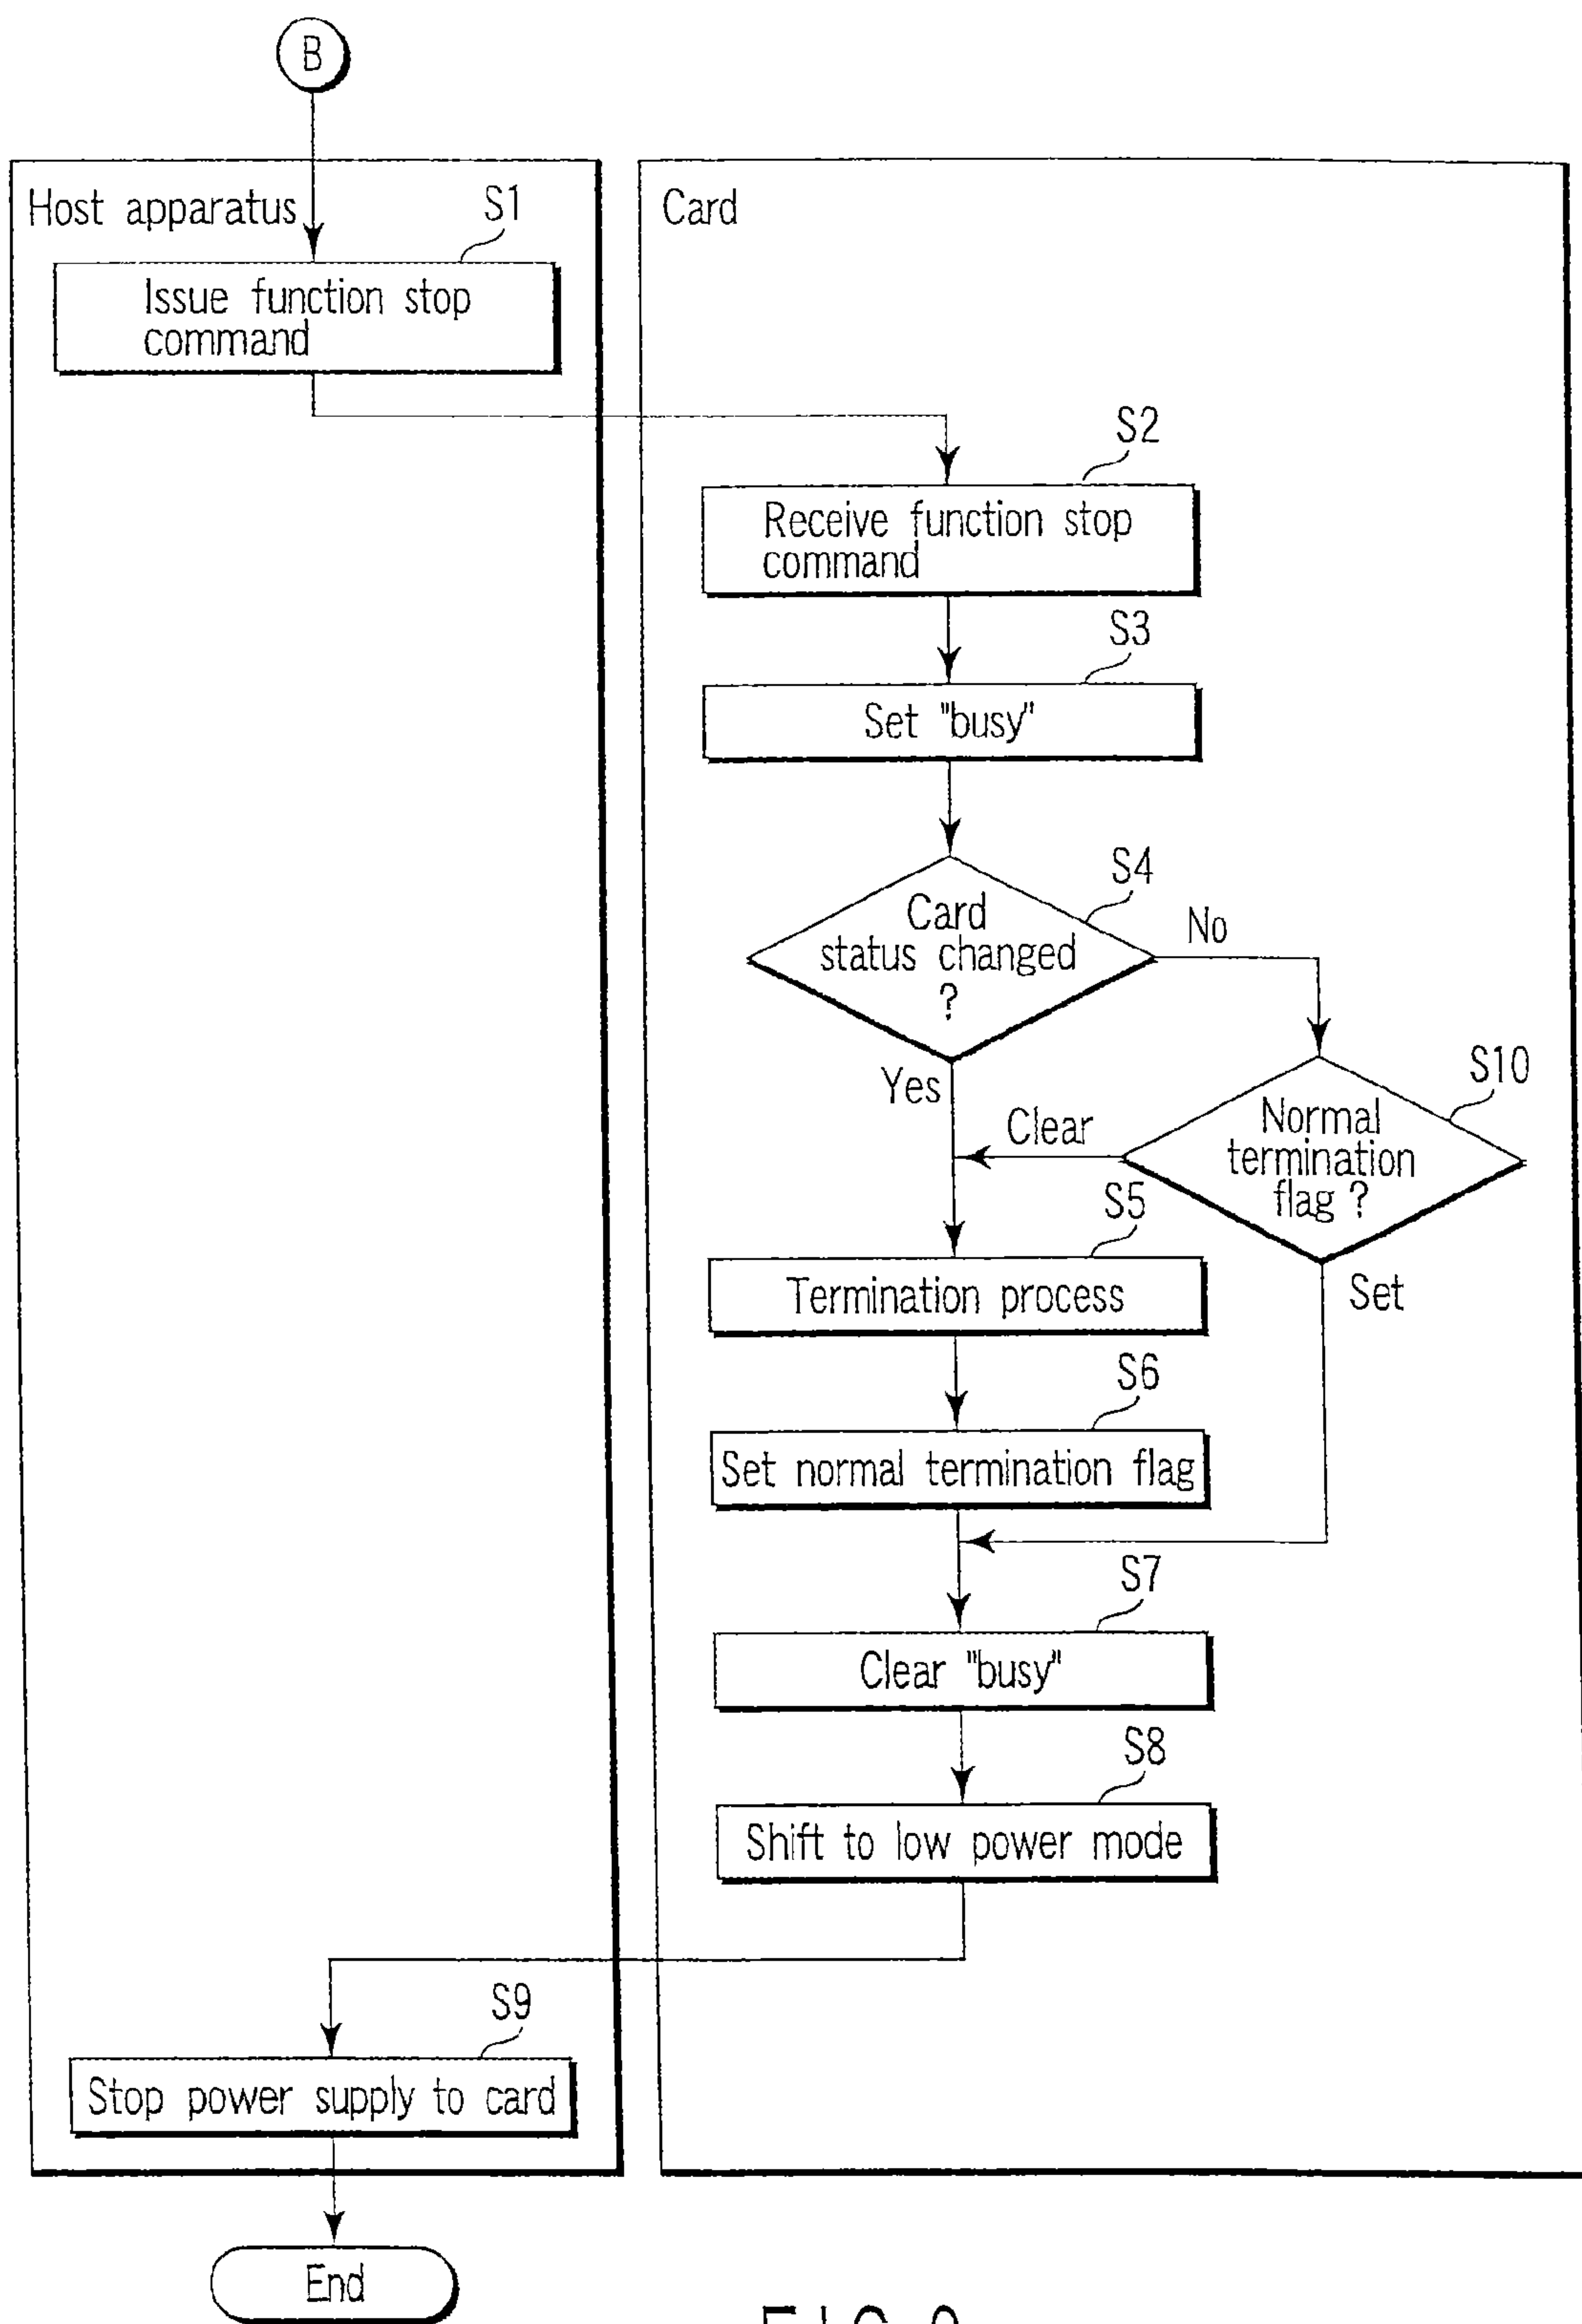 B
Host apparatus
S1
Issue function stop
command
Card
S2
Receive function stop
command
S3
Set "busy"
S4
Card
status changed
?
No
Yes
S10
Normal
termination
flag ?
Clear
Set
S5
Termination process
S6
Set normal termination flag
S7
Clear "busy"
S8
Shift to low power mode
S9
Stop power supply to card
End